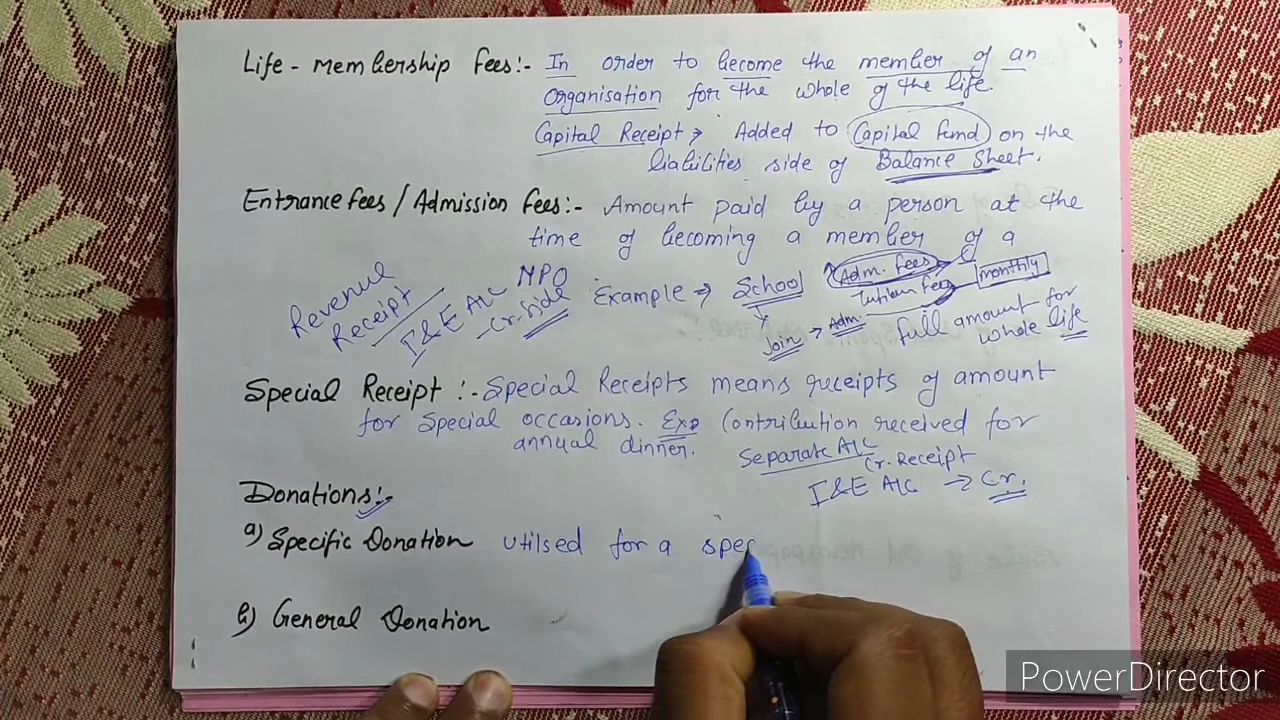 Life - membership fees:- In order to become the member of an
Organisation for the whole of the life.
Capital Receipt → Added to Capital Fund on the
liabilities side of Balance Sheet.
Entrance fees / Admission fees:- Amount paid by a person at the
time of becoming a member of a
NPO Example → School
Adm. fees
Tutiion Fees
monthly
Join → Adm.
full amount for
whole life
Revenue
Receipt
I&E A/C
Cr. side
Special Receipt :- Special Receipts means receipts of amount
for special occasions. Exp Contribution received for
annual dinner.
Separate A/C
Cr. Receipt
I&E A/C → Cr.
Donations:-
a) Specific Donation utilsed for a spec
b) General Donation
PowerDirector